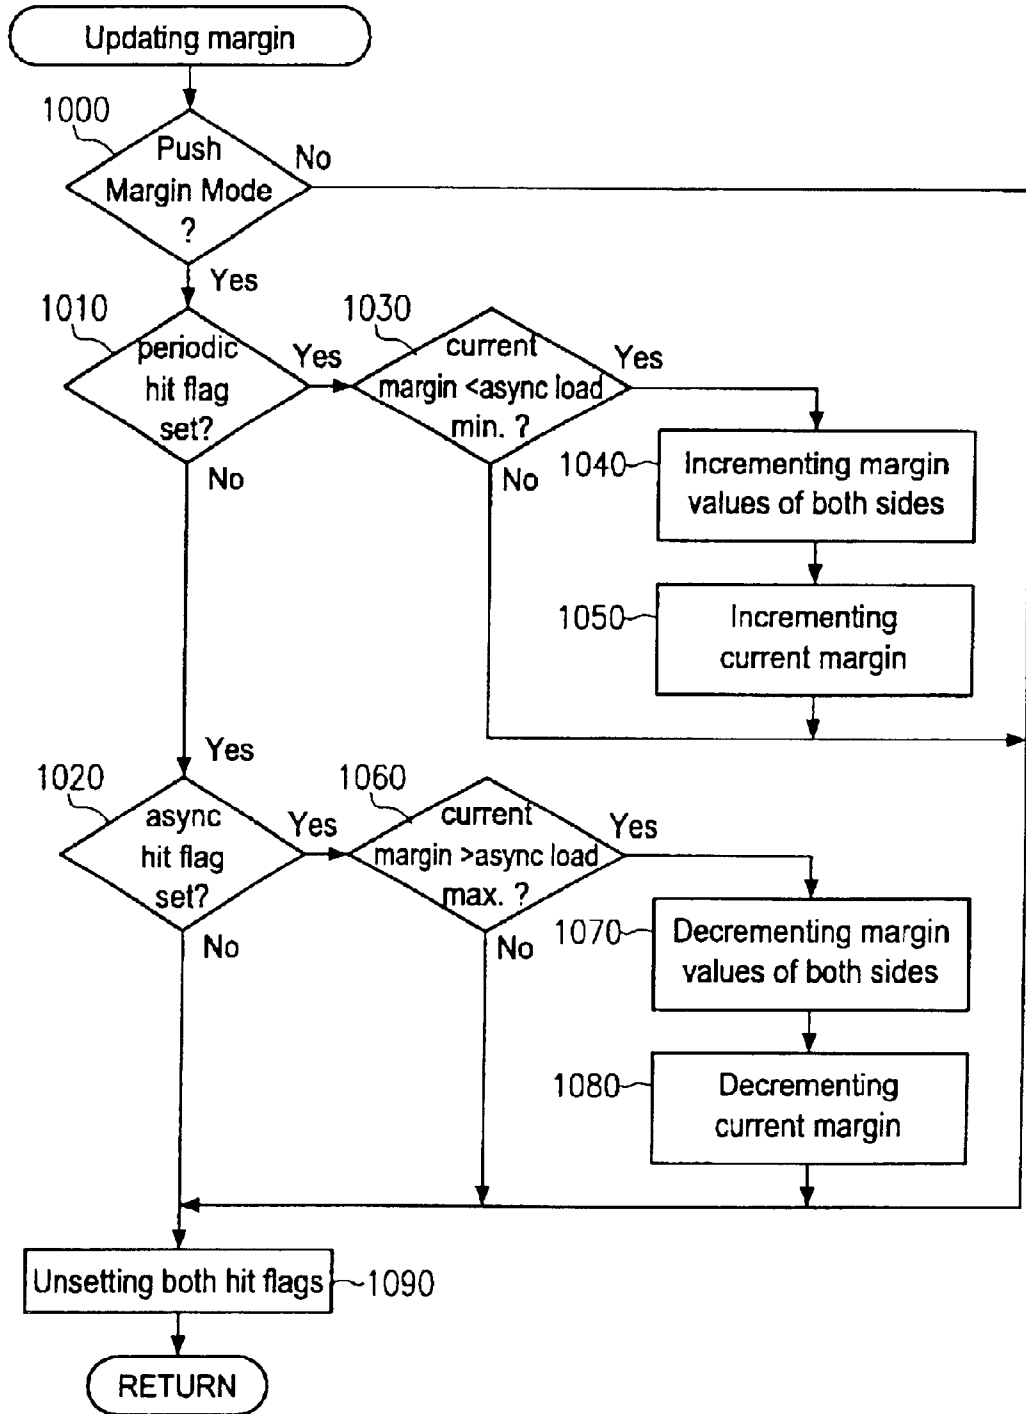 Updating margin
1000
Push
Margin Mode
?
No
Yes
1010
periodic
hit flag
set?
Yes
No
1030
current
margin <async load
min. ?
Yes
No
1040
Incrementing margin
values of both sides
1050
Incrementing
current margin
Yes
1020
async
hit flag
set?
Yes
No
1060
current
margin >async load
max. ?
Yes
No
1070
Decrementing margin
values of both sides
1080
Decrementing
current margin
Unsetting both hit flags
1090
RETURN